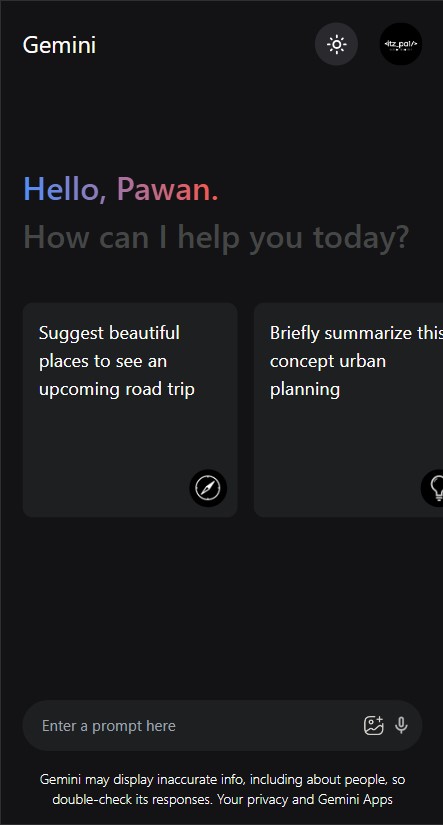 Gemini
<itz_pal/>
Hello, Pawan.
How can I help you today?
Suggest beautiful
places to see an
upcoming road trip
Briefly summarize this
concept urban
planning
Enter a prompt here
Gemini may display inaccurate info, including about people, so
double-check its responses. Your privacy and Gemini Apps